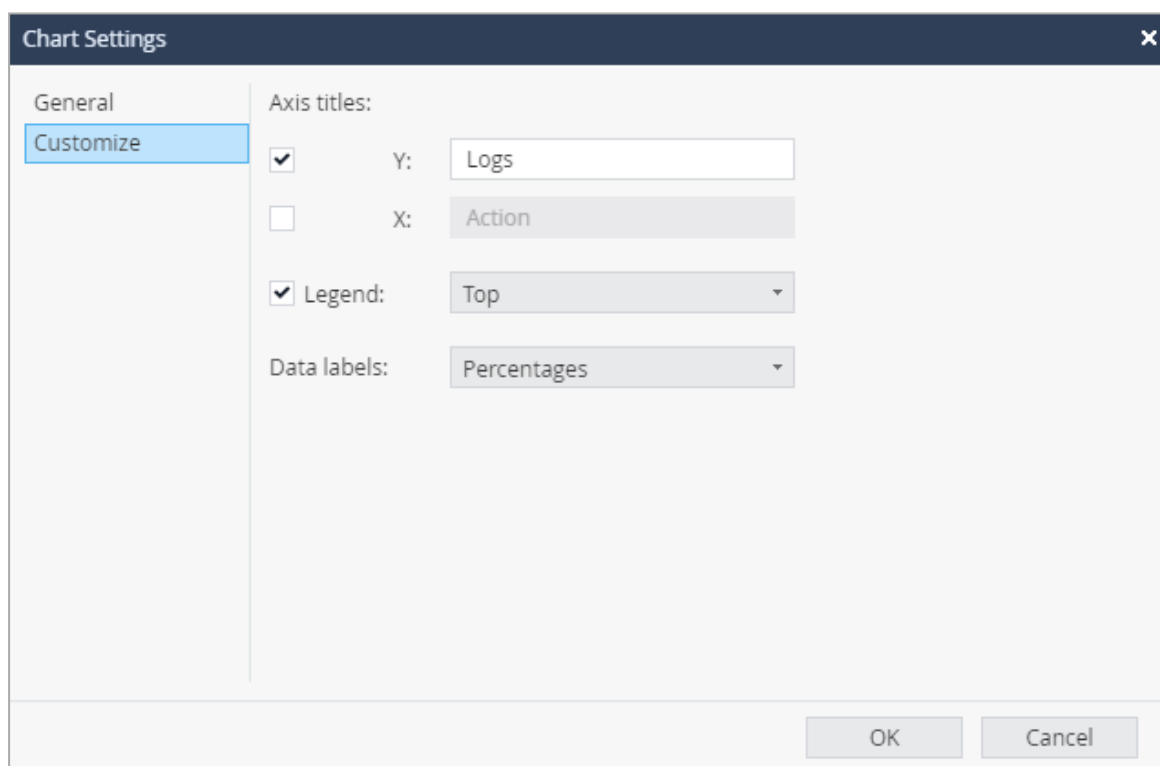 Chart Settings
General
Customize
Axis titles:
Y: Logs
X: Action
Legend: Top
Data labels: Percentages
OK Cancel